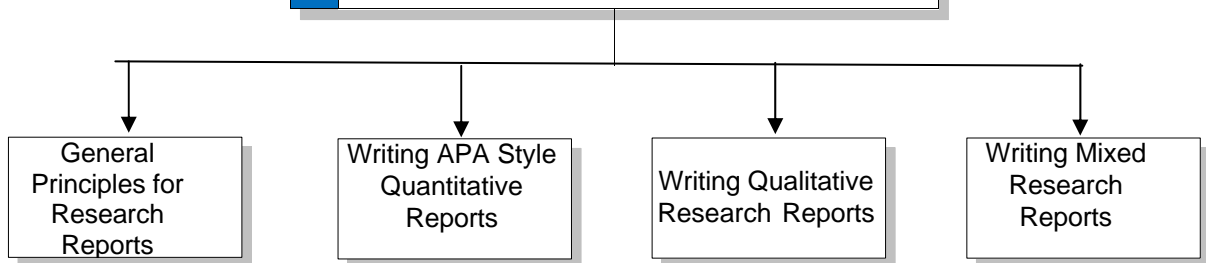 General
Principles for
Research
Reports
Writing APA Style
Quantitative
Reports
Writing Qualitative
Research Reports
Writing Mixed
Research
Reports